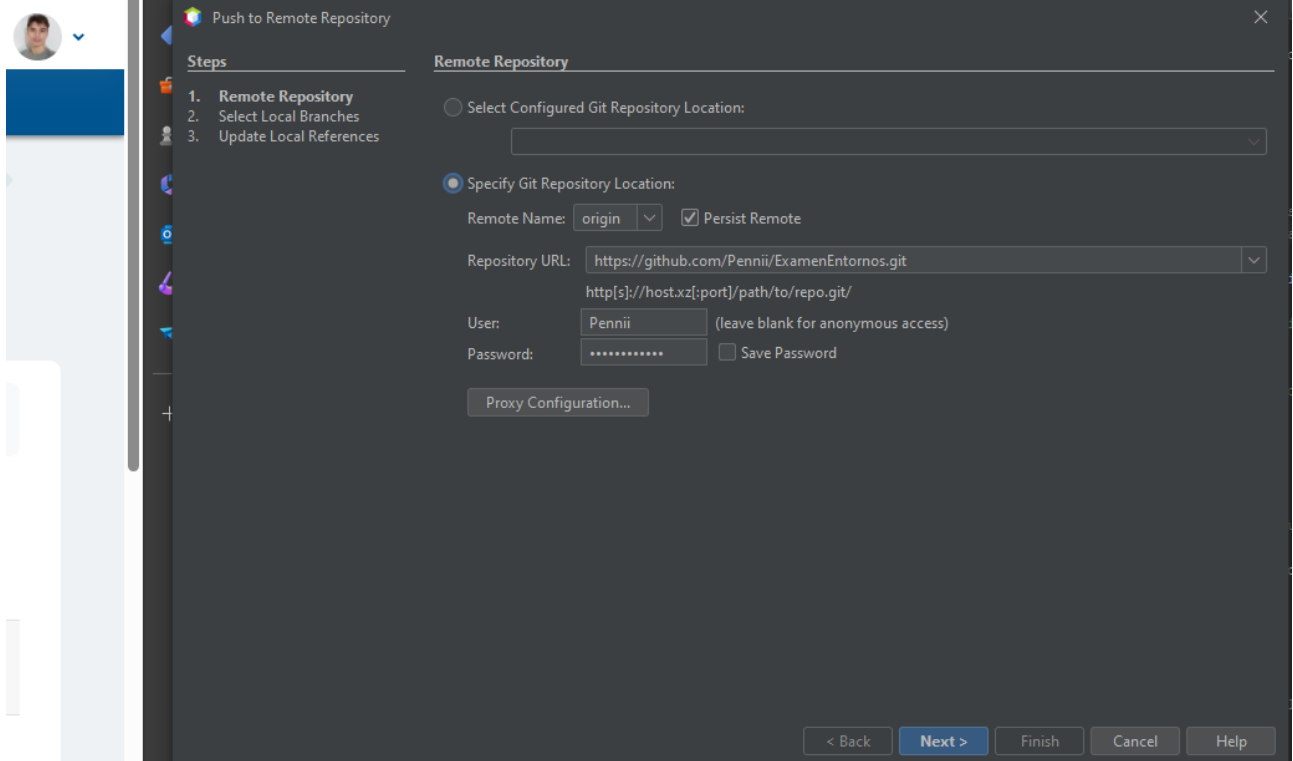 Push to Remote Repository
Steps
1. Remote Repository
2. Select Local Branches
3. Update Local References
Remote Repository
Select Configured Git Repository Location:
Specify Git Repository Location:
Remote Name: origin Persist Remote
Repository URL: https://github.com/Pennii/ExamenEntornos.git
http[s]://host.xz[:port]/path/to/repo.git/
User: Pennii (leave blank for anonymous access)
Password: •••••••••••• Save Password
Proxy Configuration...
< Back Next > Finish Cancel Help